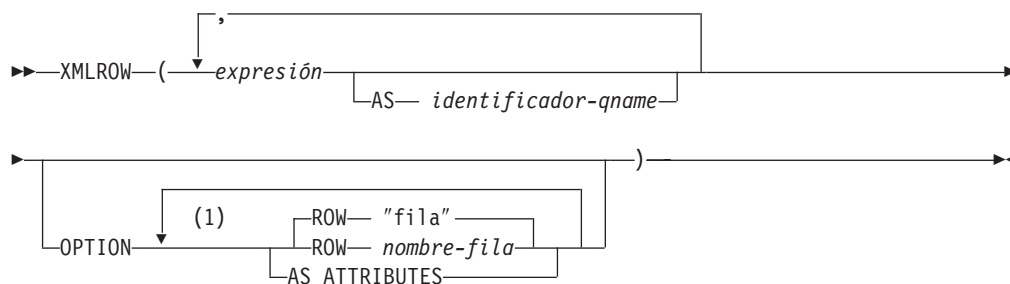 ,
XMLROW ( expresión
AS identificador-qname
)
(1) ROW "fila"
OPTION ROW nombre-fila
AS ATTRIBUTES